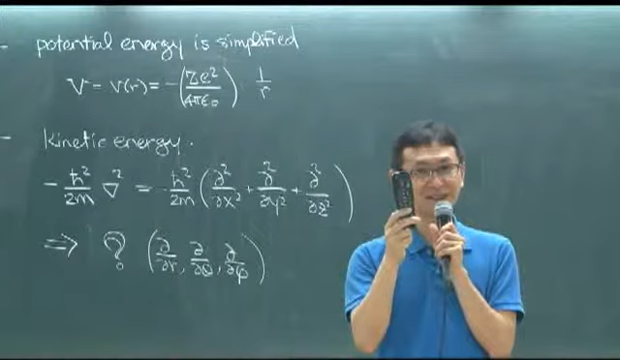 - potential energy is simplified
V = V(r) = -(Ze²/4πε₀) 1/r
- kinetic energy.
-ħ²/2m ∇² = -ħ²/2m (∂²/∂x² + ∂²/∂y² + ∂²/∂z²)
⇒ ? (∂/∂r, ∂/∂θ, ∂/∂φ)